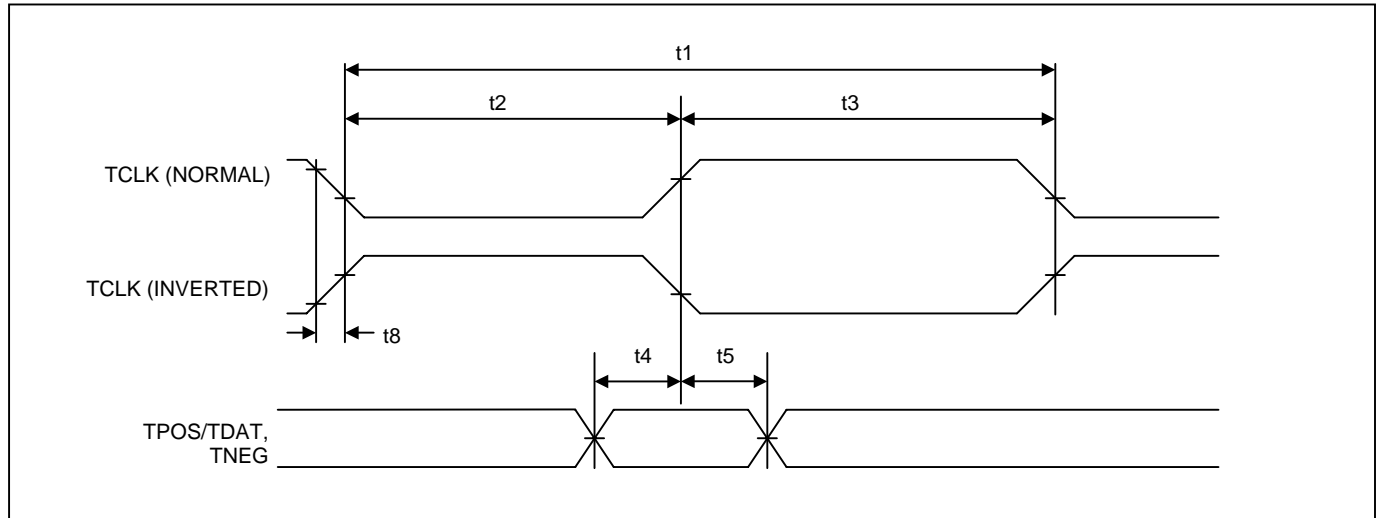 t1
t2
t3
TCLK (NORMAL)
TCLK (INVERTED)
t8
t4
t5
TPOS/TDAT,
TNEG